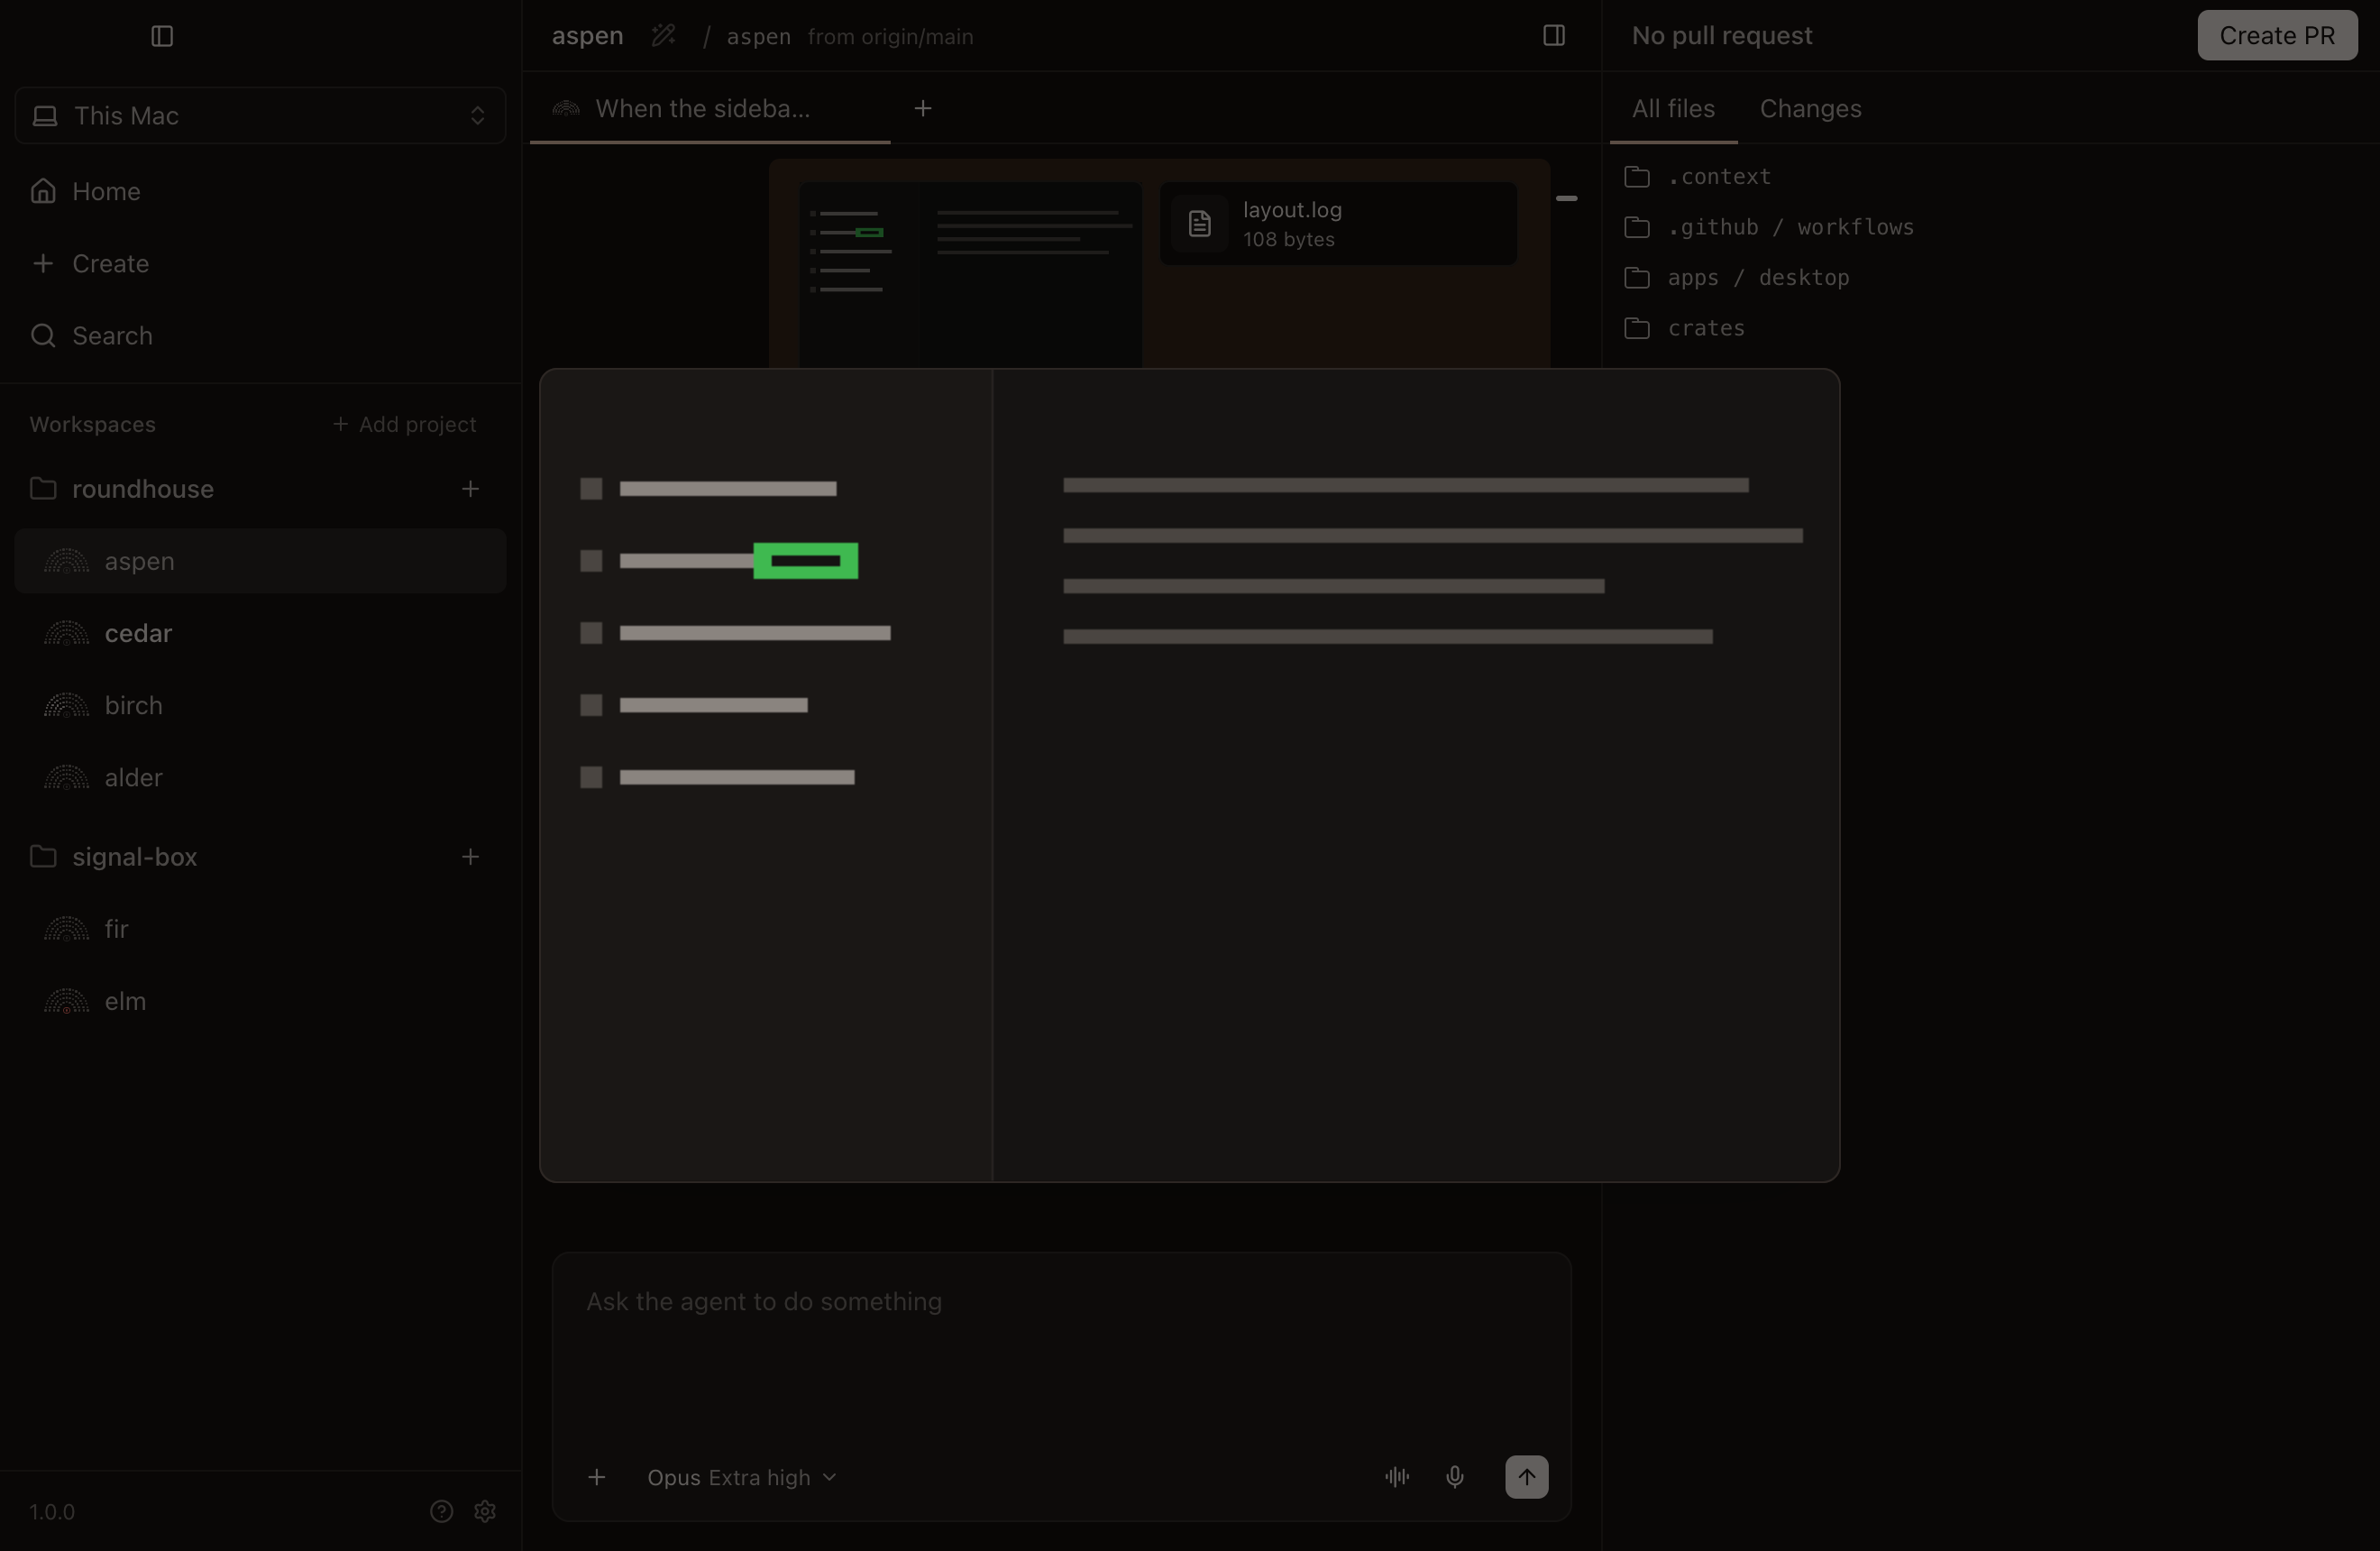 This Mac
Home
Create
Search
Workspaces
Add project
roundhouse
aspen
cedar
birch
alder
signal-box
fir
elm
1.0.0
aspen / aspen from origin/main
When the sideba...
layout.log
108 bytes
Ask the agent to do something
Opus Extra high
No pull request
Create PR
All files Changes
.context
.github / workflows
apps / desktop
crates